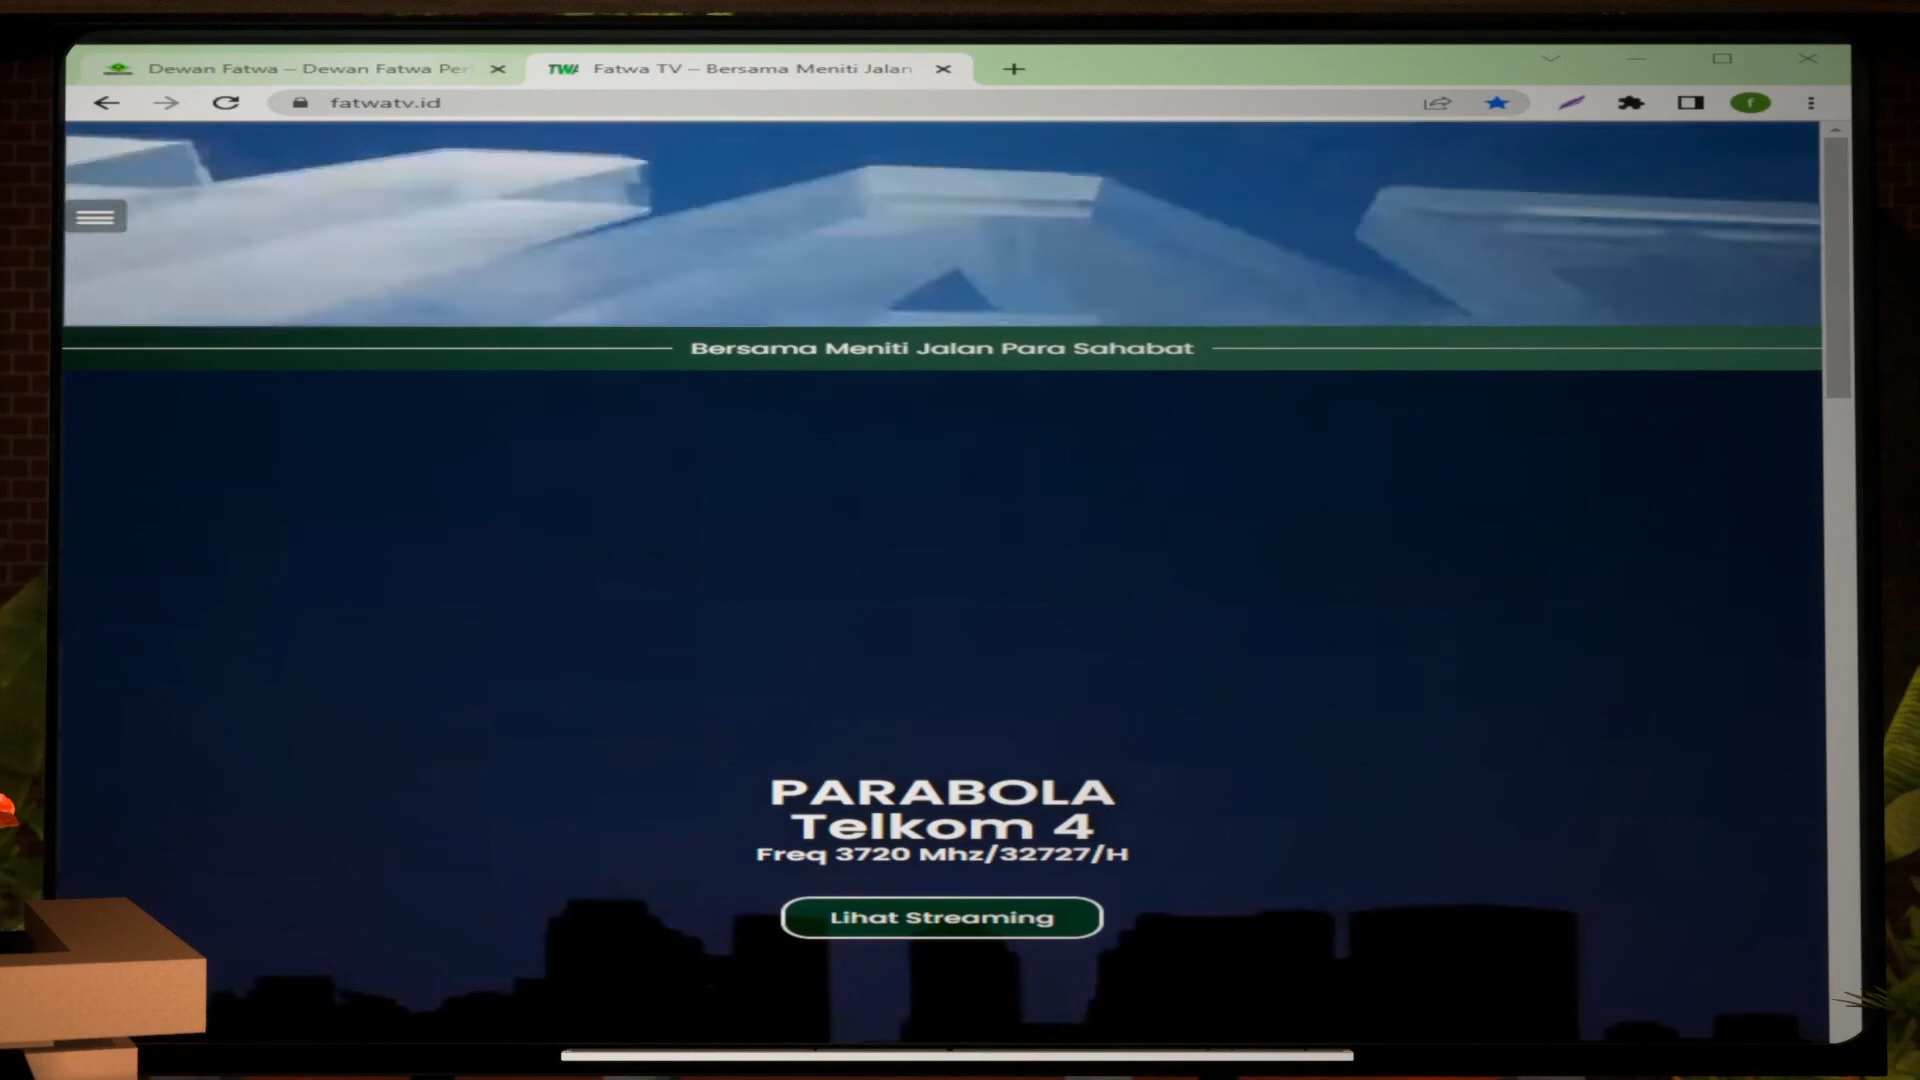 Dewan Fatwa – Dewan Fatwa Per
TWA Fatwa TV – Bersama Meniti Jalan
fatwatv.id
f
Bersama Meniti Jalan Para Sahabat
PARABOLA
Telkom 4
Freq 3720 Mhz/32727/H
Lihat Streaming